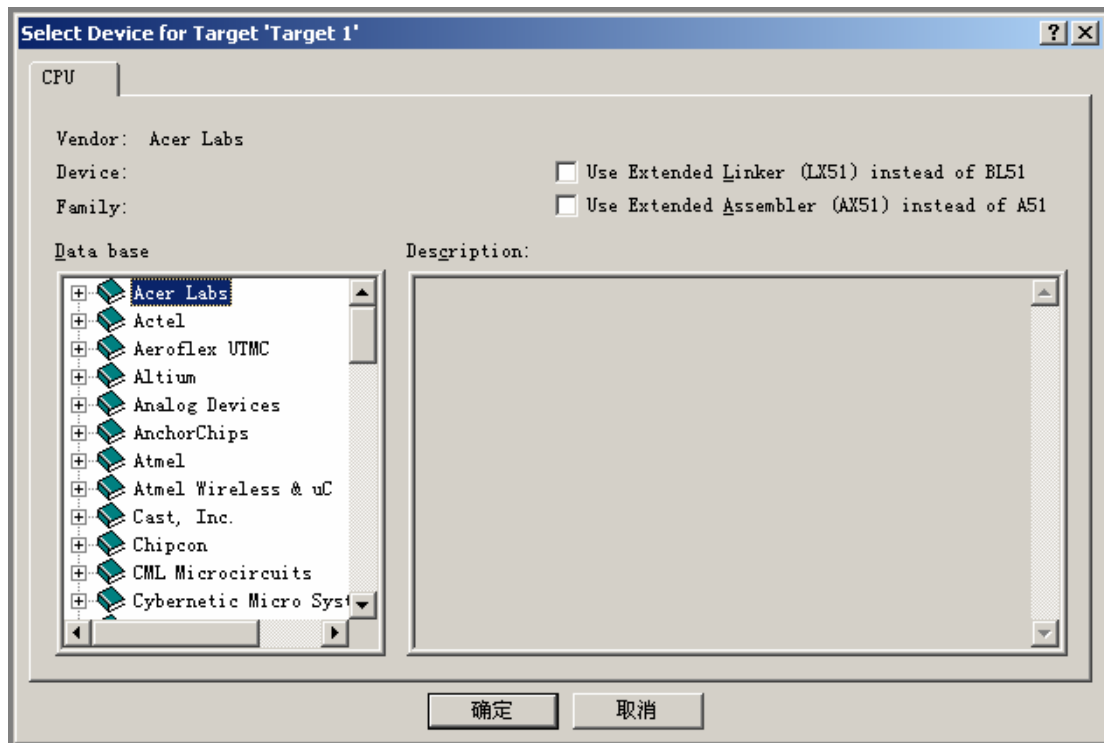 Select Device for Target 'Target 1'
CPU
Vendor: Acer Labs
Device:
Use Extended Linker (LX51) instead of BL51
Family:
Use Extended Assembler (AX51) instead of A51
Data base
Description:
Acer Labs
Actel
Aeroflex UTMC
Altium
Analog Devices
AnchorChips
Atmel
Atmel Wireless & uC
Cast, Inc.
Chipcon
CML Microcircuits
Cybernetic Micro Syst
确定
取消